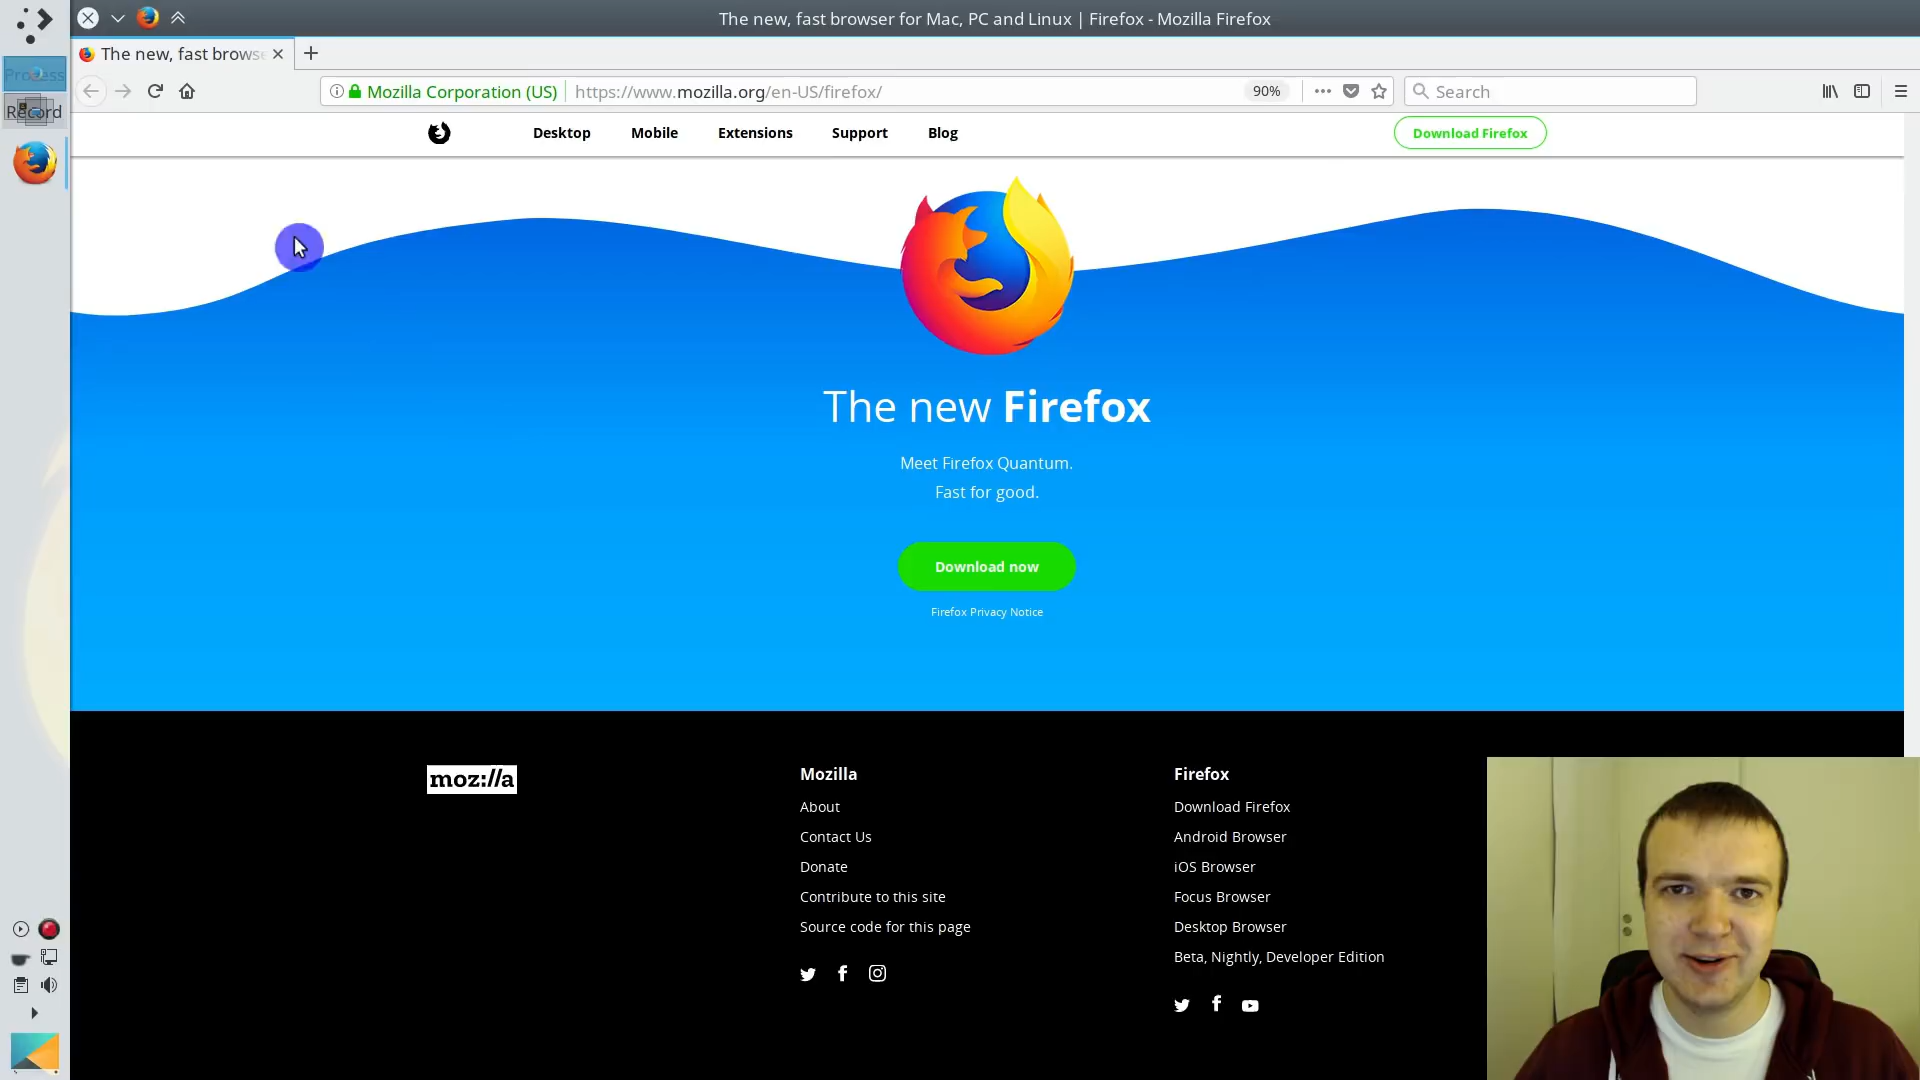 The new, fast browser for Mac, PC and Linux | Firefox - Mozilla Firefox
The new, fast browse
Process
Record
Mozilla Corporation (US)
https://www.mozilla.org/en-US/firefox/
90%
Search
Desktop
Mobile
Extensions
Support
Blog
Download Firefox
The new Firefox
Meet Firefox Quantum.
Fast for good.
Download now
Firefox Privacy Notice
moz://a
Mozilla
About
Contact Us
Donate
Contribute to this site
Source code for this page
Firefox
Download Firefox
Android Browser
iOS Browser
Focus Browser
Desktop Browser
Beta, Nightly, Developer Edition